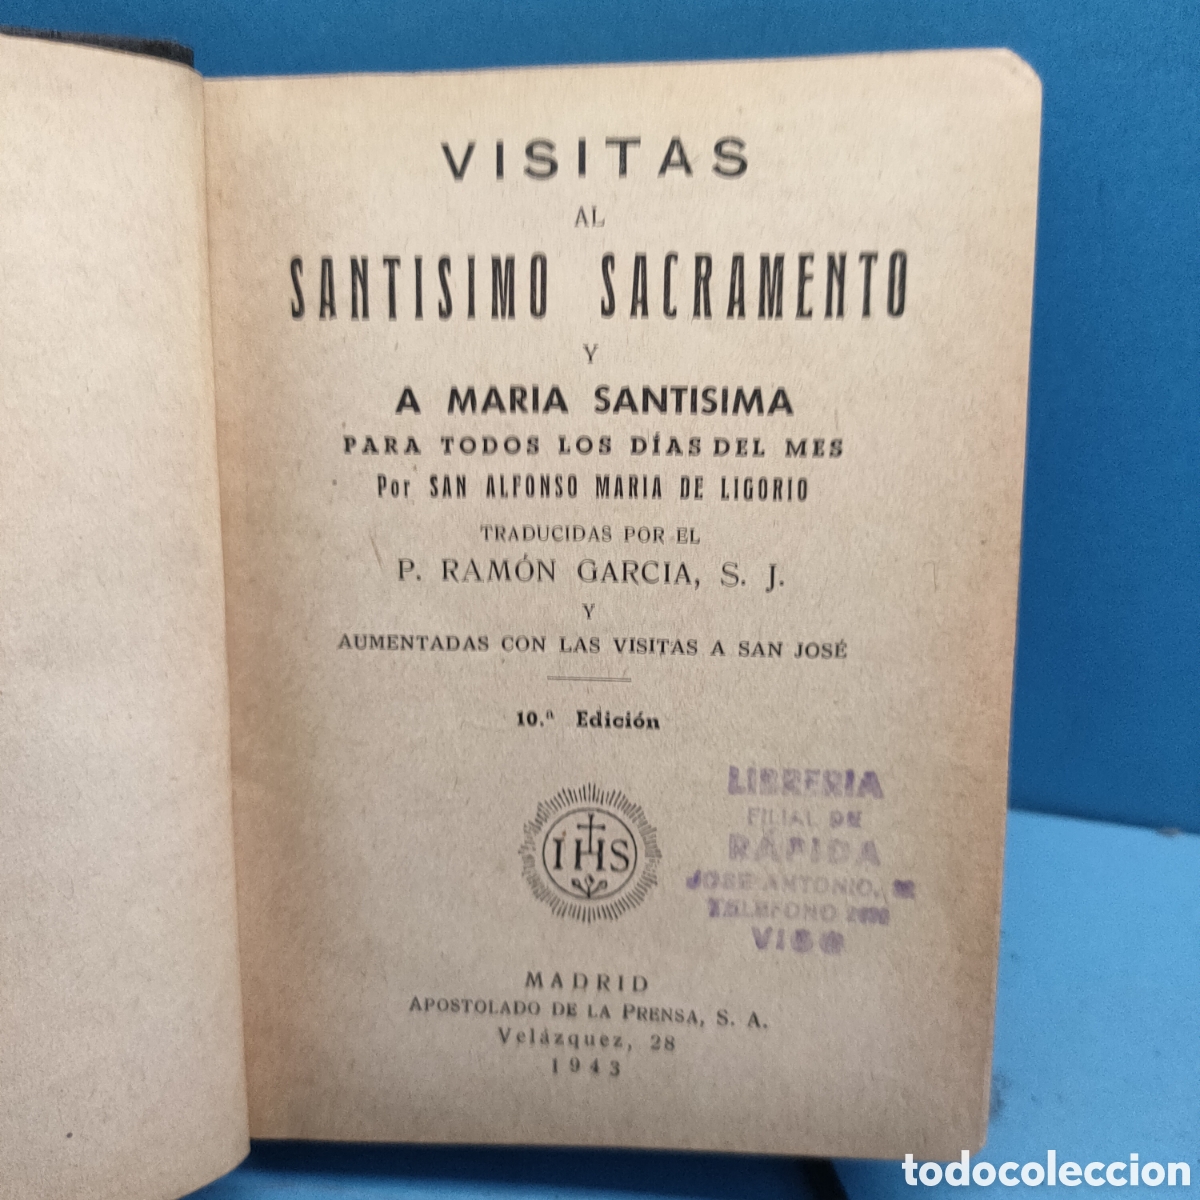 VISITAS
AL
SANTISIMO SACRAMENTO
Y
A MARIA SANTISIMA
PARA TODOS LOS DÍAS DEL MES
Por SAN ALFONSO MARIA DE LIGORIO
TRADUCIDAS POR EL
P. RAMÓN GARCIA, S. J.
Y
AUMENTADAS CON LAS VISITAS A SAN JOSÉ
10.ª Edición
IHS
LIBRERIA
FILIAL DE
RÁPIDA
JOSE ANTONIO,
TELEFONO
VIGO
MADRID
APOSTOLADO DE LA PRENSA, S. A.
Velázquez, 28
1943
todocoleccion